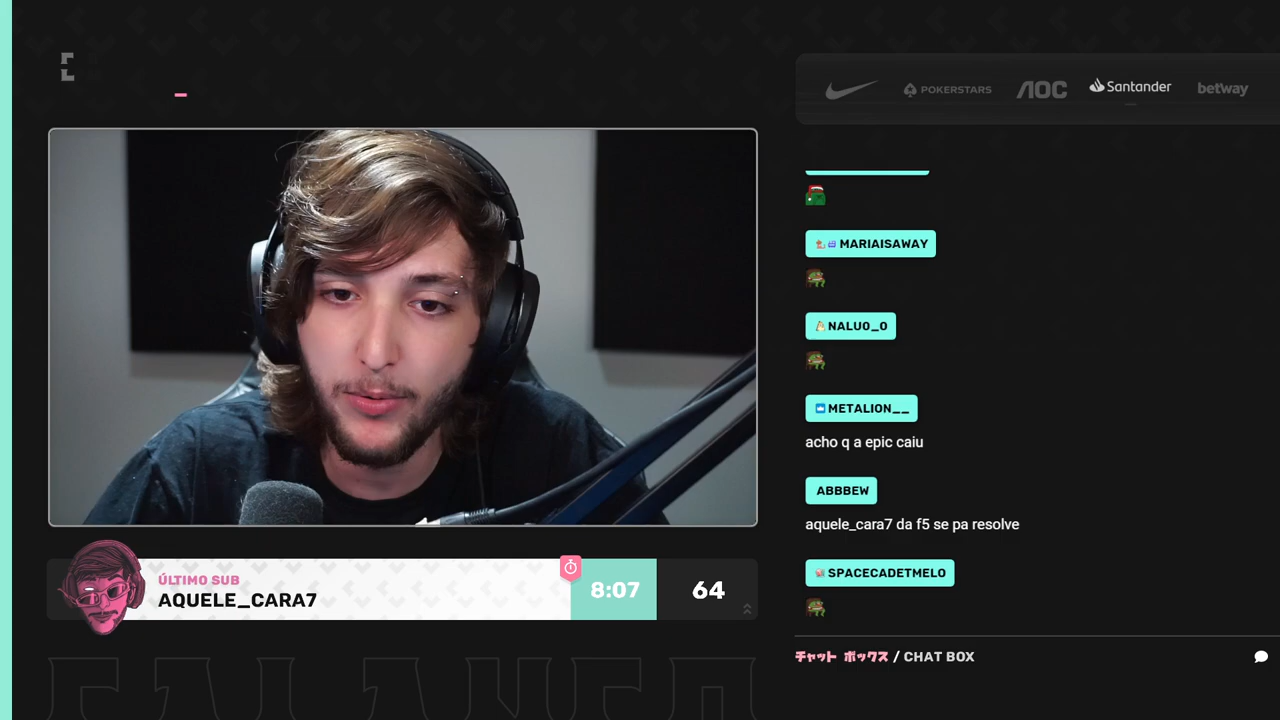 POKERSTARS
AOC
Santander
betway
MARIAISAWAY
NALUO_O
METALION__
acho q a epic caiu
ABBBEW
aquele_cara7 da f5 se pa resolve
SPACECADETMELO
チャット ボックス / CHAT BOX
ÚLTIMO SUB
AQUELE_CARA7
8:07
64